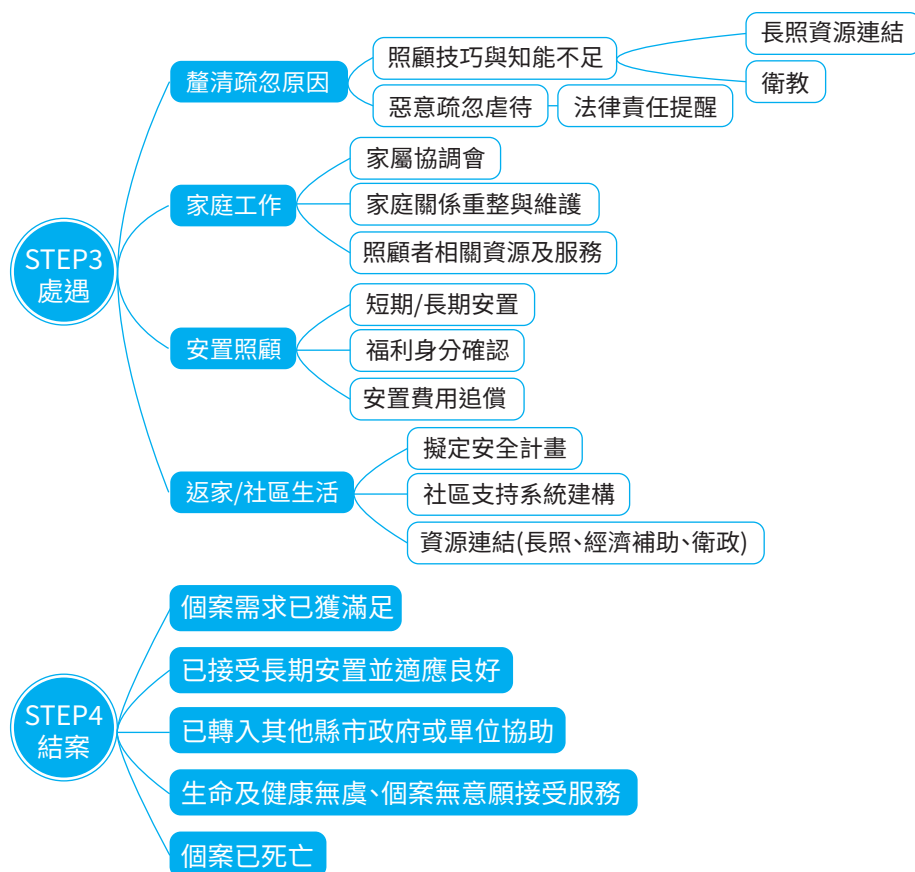 STEP3
處遇
釐清疏忽原因
照顧技巧與知能不足
長照資源連結
衛教
惡意疏忽虐待
法律責任提醒
家庭工作
家屬協調會
家庭關係重整與維護
照顧者相關資源及服務
安置照顧
短期/長期安置
福利身分確認
安置費用追償
返家/社區生活
擬定安全計畫
社區支持系統建構
資源連結(長照、經濟補助、衛政)
STEP4
結案
個案需求已獲滿足
已接受長期安置並適應良好
已轉入其他縣市政府或單位協助
生命及健康無虞、個案無意願接受服務
個案已死亡